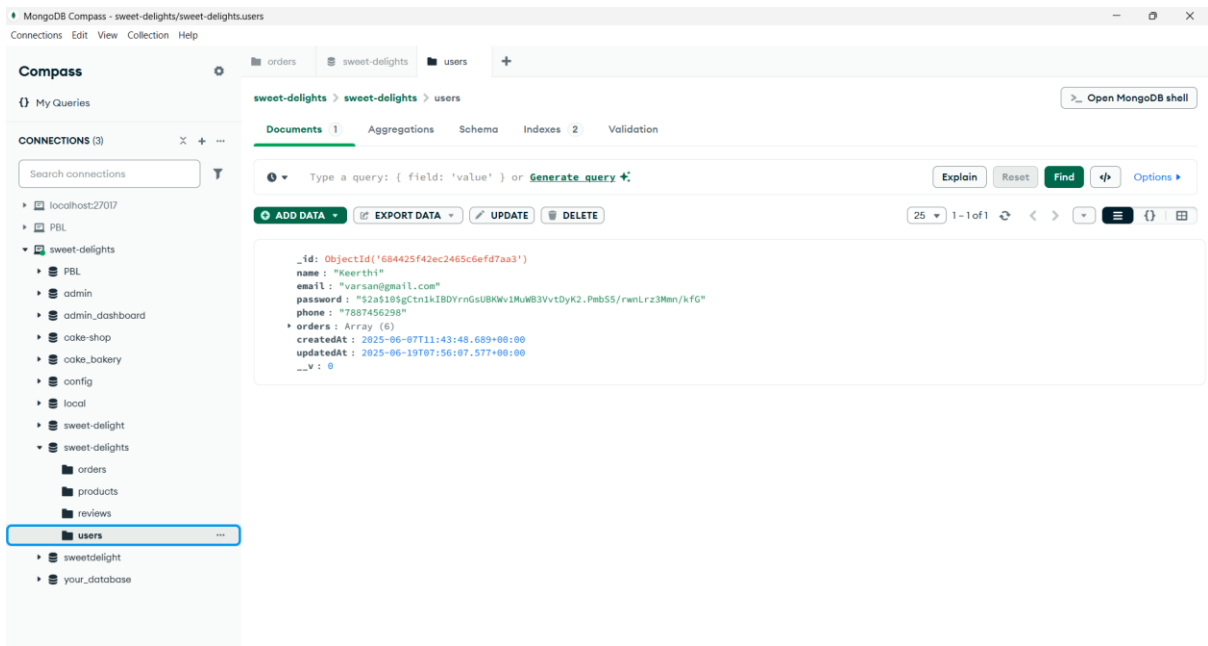 MongoDB Compass - sweet-delights/sweet-delights.users
Connections Edit View Collection Help
Compass
{} My Queries
CONNECTIONS (3)
Search connections
localhost:27017
PBL
sweet-delights
PBL
admin
admin_dashboard
cake-shop
cake_bakery
config
local
sweet-delight
sweet-delights
orders
products
reviews
users
sweetdelight
your_database
orders sweet-delights users
sweet-delights > sweet-delights > users
>_ Open MongoDB shell
Documents 1 Aggregations Schema Indexes 2 Validation
Type a query: { field: 'value' } or Generate query
Explain Reset Find </> Options
ADD DATA EXPORT DATA UPDATE DELETE
25 1 – 1 of 1 {}
_id: ObjectId('684425f42ec2465c6efd7aa3')
name : "Keerthi"
email : "varsan@gmail.com"
password : "$2a$10$gCtn1kIBDYrnGsUBKWv1MuWB3VvtDyK2.PmbS5/rwnLrz3Mmn/kfG"
phone : "7887456298"
orders : Array (6)
createdAt : 2025-06-07T11:43:48.689+00:00
updatedAt : 2025-06-19T07:56:07.577+00:00
__v : 0